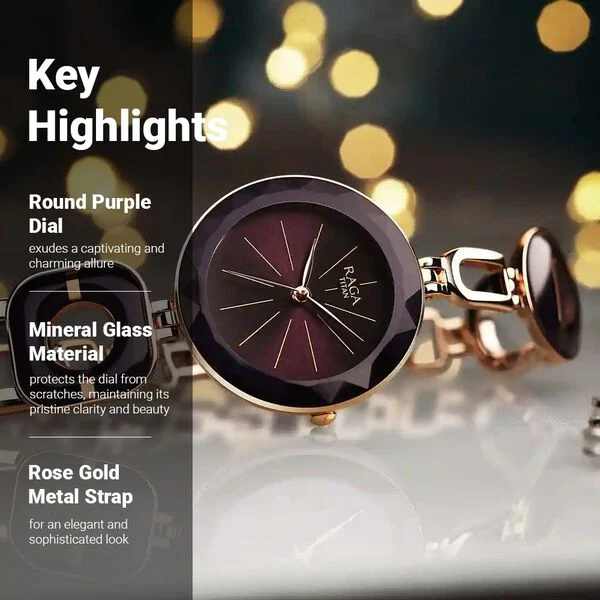 Key
Highlights
Round Purple
Dial
exudes a captivating and
charming allure
Mineral Glass
Material
protects the dial from
scratches, maintaining its
pristine clarity and beauty
Rose Gold
Metal Strap
for an elegant and
sophisticated look
RAGA
TITAN